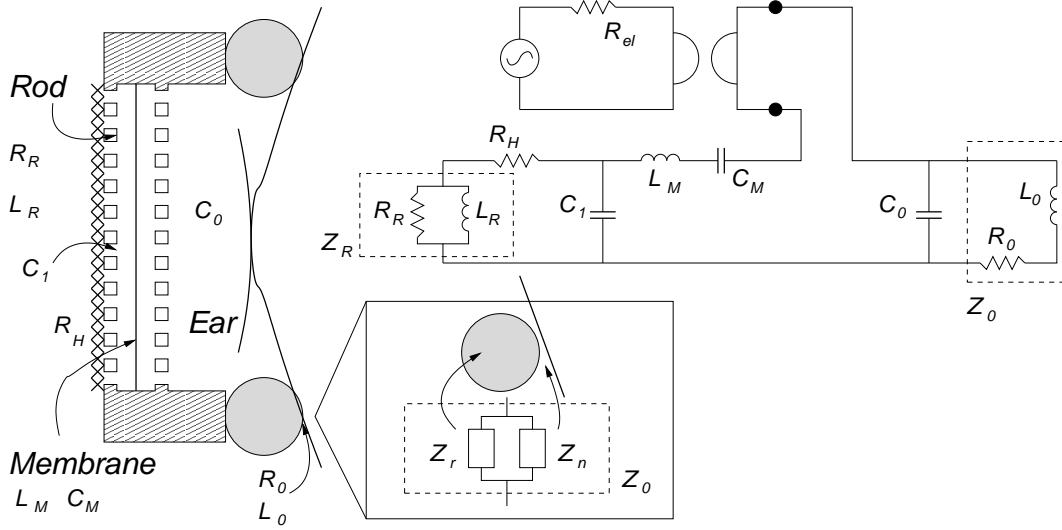 Rod
R_R
L_R
C_1
R_H
C_0
Ear
Membrane
L_M C_M
R_0
L_0
R_el
R_H
L_M
C_M
R_R
L_R
Z_R
C_1
C_0
L_0
R_0
Z_0
Z_r
Z_n
Z_0